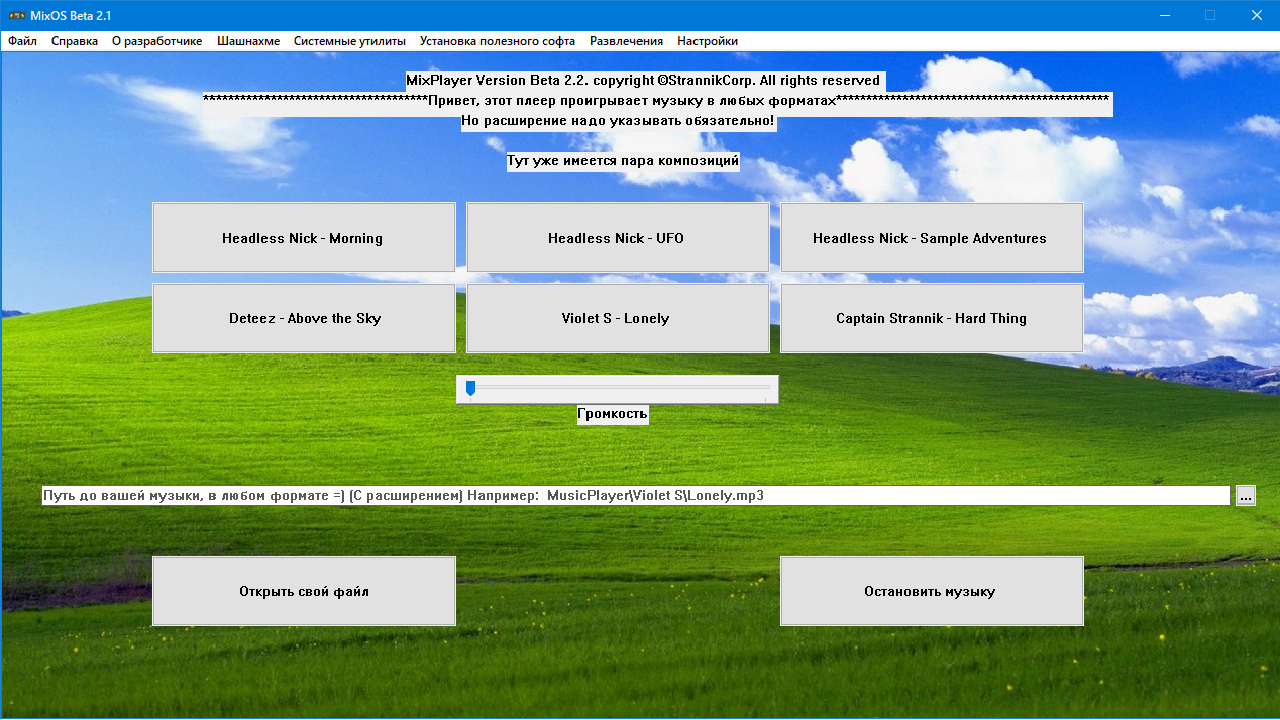 MixOS Beta 2.1
Файл Справка О разработчике Шашнахме Системные утилиты Установка полезного софта Развлечения Настройки
MixPlayer Version Beta 2.2. copyright ©StrannikCorp. All rights reserved
*************************************Привет, этот плеер проигрывает музыку в любых форматах*********************************************
Но расширение надо указывать обязательно!
Тут уже имеется пара композиций
Headless Nick - Morning
Headless Nick - UFO
Headless Nick - Sample Adventures
Deteez - Above the Sky
Violet S - Lonely
Captain Strannik - Hard Thing
Громкость
Путь до вашей музыки, в любом формате =) (С расширением) Например: MusicPlayer\Violet S\Lonely.mp3
...
Открыть свой файл
Остановить музыку